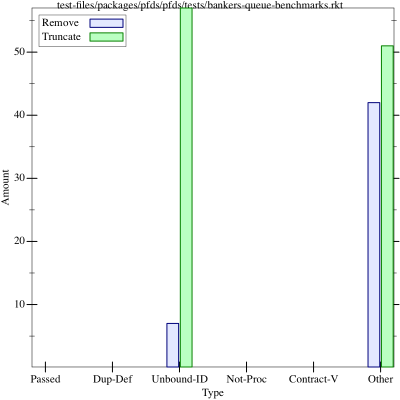 test-files/packages/pfds/pfds/tests/bankers-queue-benchmarks.rkt
Remove
Truncate
50
40
30
20
10
Amount
Passed Dup-Def Unbound-ID Not-Proc Contract-V Other
Type